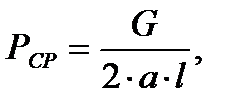 P_CP = G / (2 · a · l),